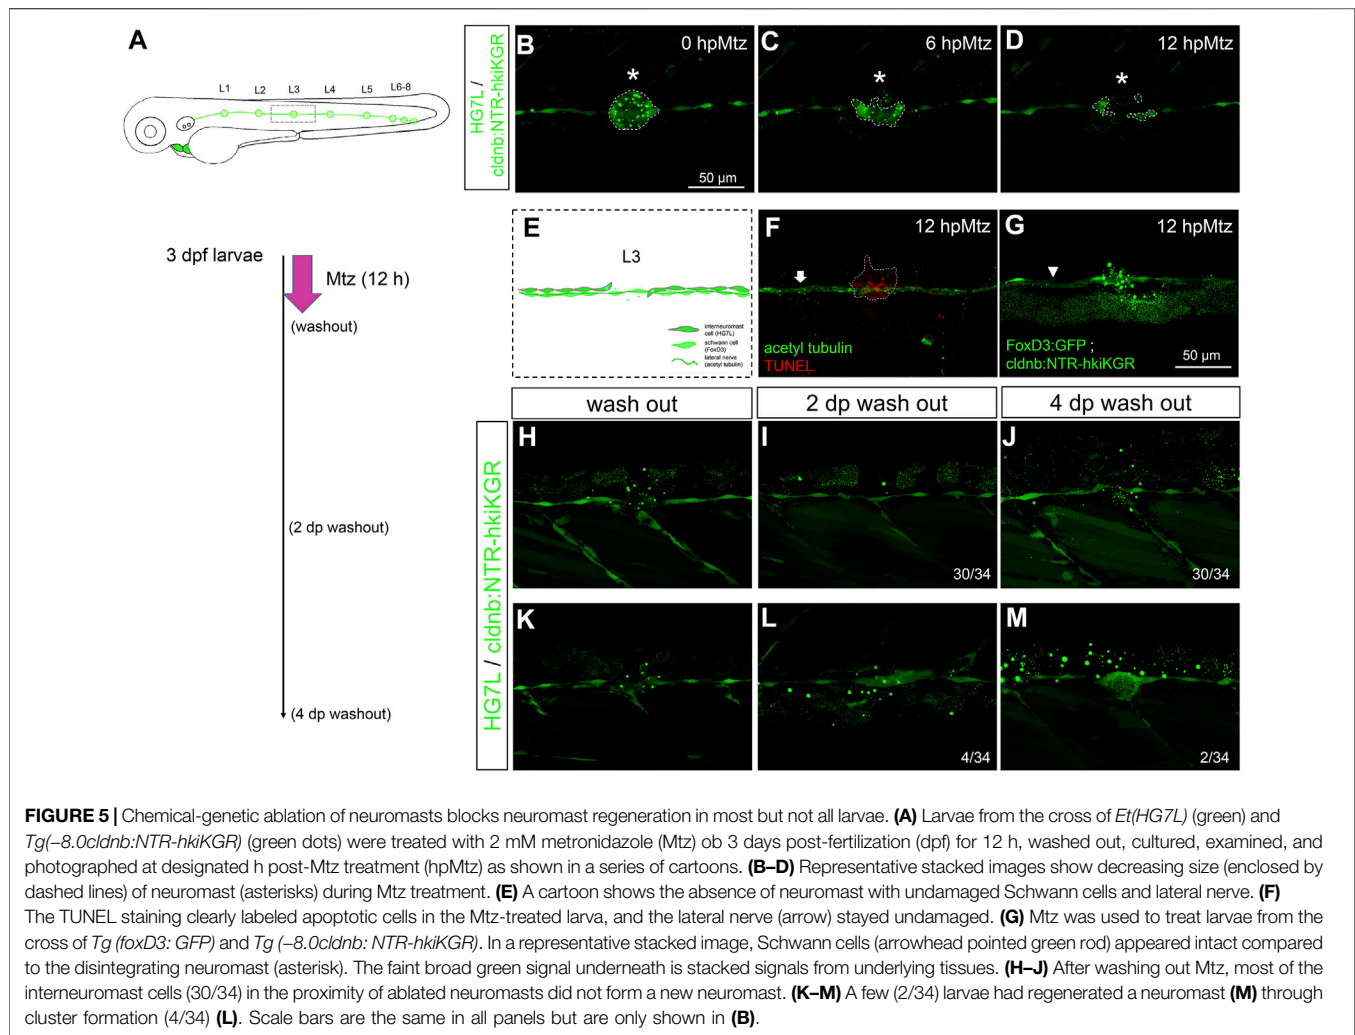 A
L1 L2 L3 L4 L5 L6-8
HG7L /
cldnb:NTR-hkiKGR
B
0 hpMtz
*
50 µm
C
6 hpMtz
*
D
12 hpMtz
*
3 dpf larvae
Mtz (12 h)
(washout)
(2 dp washout)
(4 dp washout)
E
L3
interneuromast
cell (HG7L)
schwann cell
(FoxD3)
lateral nerve
(acetyl tubulin)
F
12 hpMtz
acetyl tubulin
TUNEL
G
12 hpMtz
FoxD3:GFP ;
cldnb:NTR-hkiKGR
50 µm
wash out
2 dp wash out
4 dp wash out
HG7L / cldnb:NTR-hkiKGR
H
I
30/34
J
30/34
K
L
4/34
M
2/34
FIGURE 5 | Chemical-genetic ablation of neuromasts blocks neuromast regeneration in most but not all larvae. (A) Larvae from the cross of Et(HG7L) (green) and
Tg(−8.0cldnb:NTR-hkiKGR) (green dots) were treated with 2 mM metronidazole (Mtz) ob 3 days post-fertilization (dpf) for 12 h, washed out, cultured, examined, and
photographed at designated h post-Mtz treatment (hpMtz) as shown in a series of cartoons. (B–D) Representative stacked images show decreasing size (enclosed by
dashed lines) of neuromast (asterisks) during Mtz treatment. (E) A cartoon shows the absence of neuromast with undamaged Schwann cells and lateral nerve. (F)
The TUNEL staining clearly labeled apoptotic cells in the Mtz-treated larva, and the lateral nerve (arrow) stayed undamaged. (G) Mtz was used to treat larvae from the
cross of Tg (foxD3: GFP) and Tg (−8.0cldnb: NTR-hkiKGR). In a representative stacked image, Schwann cells (arrowhead pointed green rod) appeared intact compared
to the disintegrating neuromast (asterisk). The faint broad green signal underneath is stacked signals from underlying tissues. (H–J) After washing out Mtz, most of the
interneuromast cells (30/34) in the proximity of ablated neuromasts did not form a new neuromast. (K–M) A few (2/34) larvae had regenerated a neuromast (M) through
cluster formation (4/34) (L). Scale bars are the same in all panels but are only shown in (B).